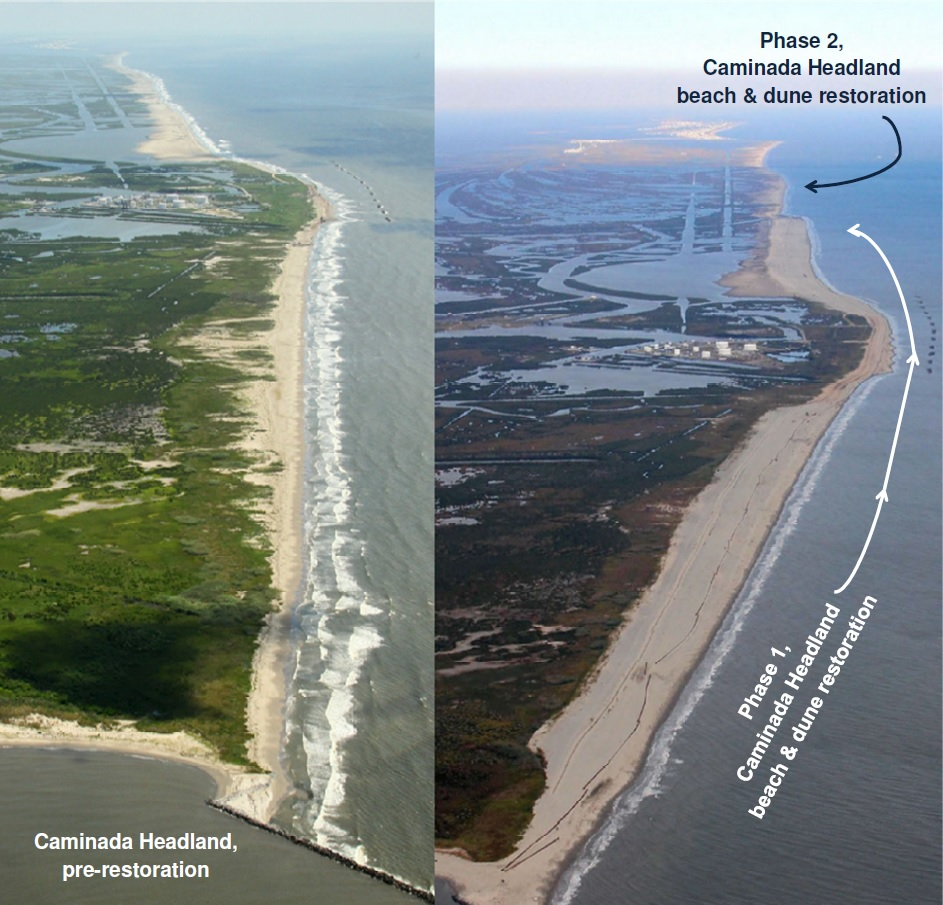 Caminada Headland,
pre-restoration
Phase 2,
Caminada Headland
beach & dune restoration
Phase 1,
Caminada Headland
beach & dune restoration